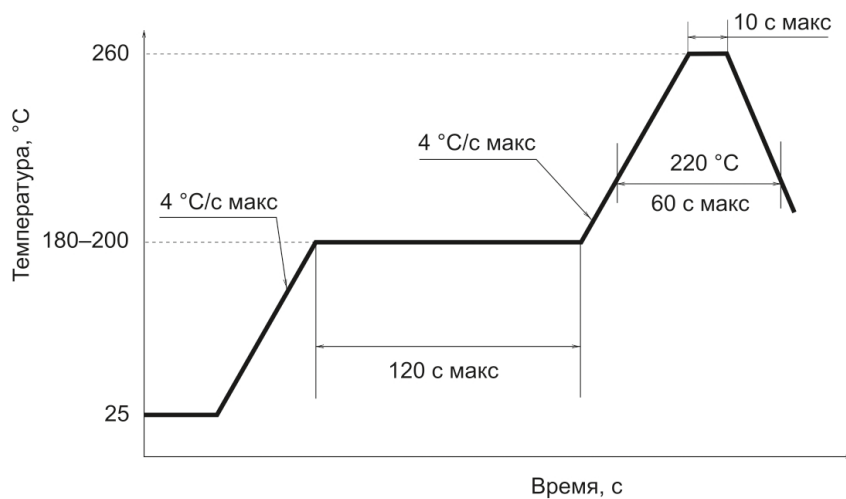 10 с макс
260
Температура, °C
4 °C/с макс
220 °C
4 °C/с макс
60 с макс
180–200
120 с макс
25
Время, с